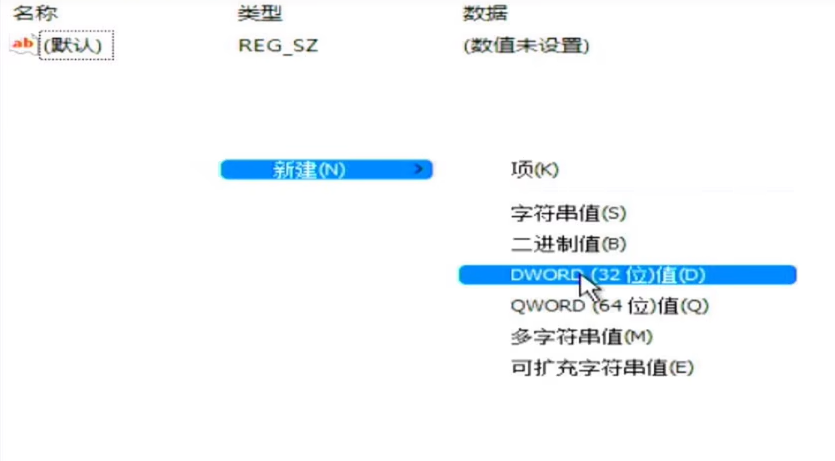 名称 类型 数据
ab (默认) REG_SZ (数值未设置)
新建(N) > 项(K)
字符串值(S)
二进制值(B)
DWORD (32 位)值(D)
QWORD (64 位)值(Q)
多字符串值(M)
可扩充字符串值(E)